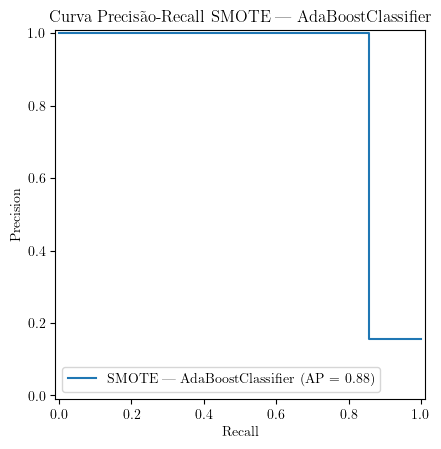 Curva Precisão-Recall SMOTE — AdaBoostClassifier
1.0
0.8
0.6
0.4
0.2
0.0
Precision
SMOTE — AdaBoostClassifier (AP = 0.88)
0.0 0.2 0.4 0.6 0.8 1.0
Recall